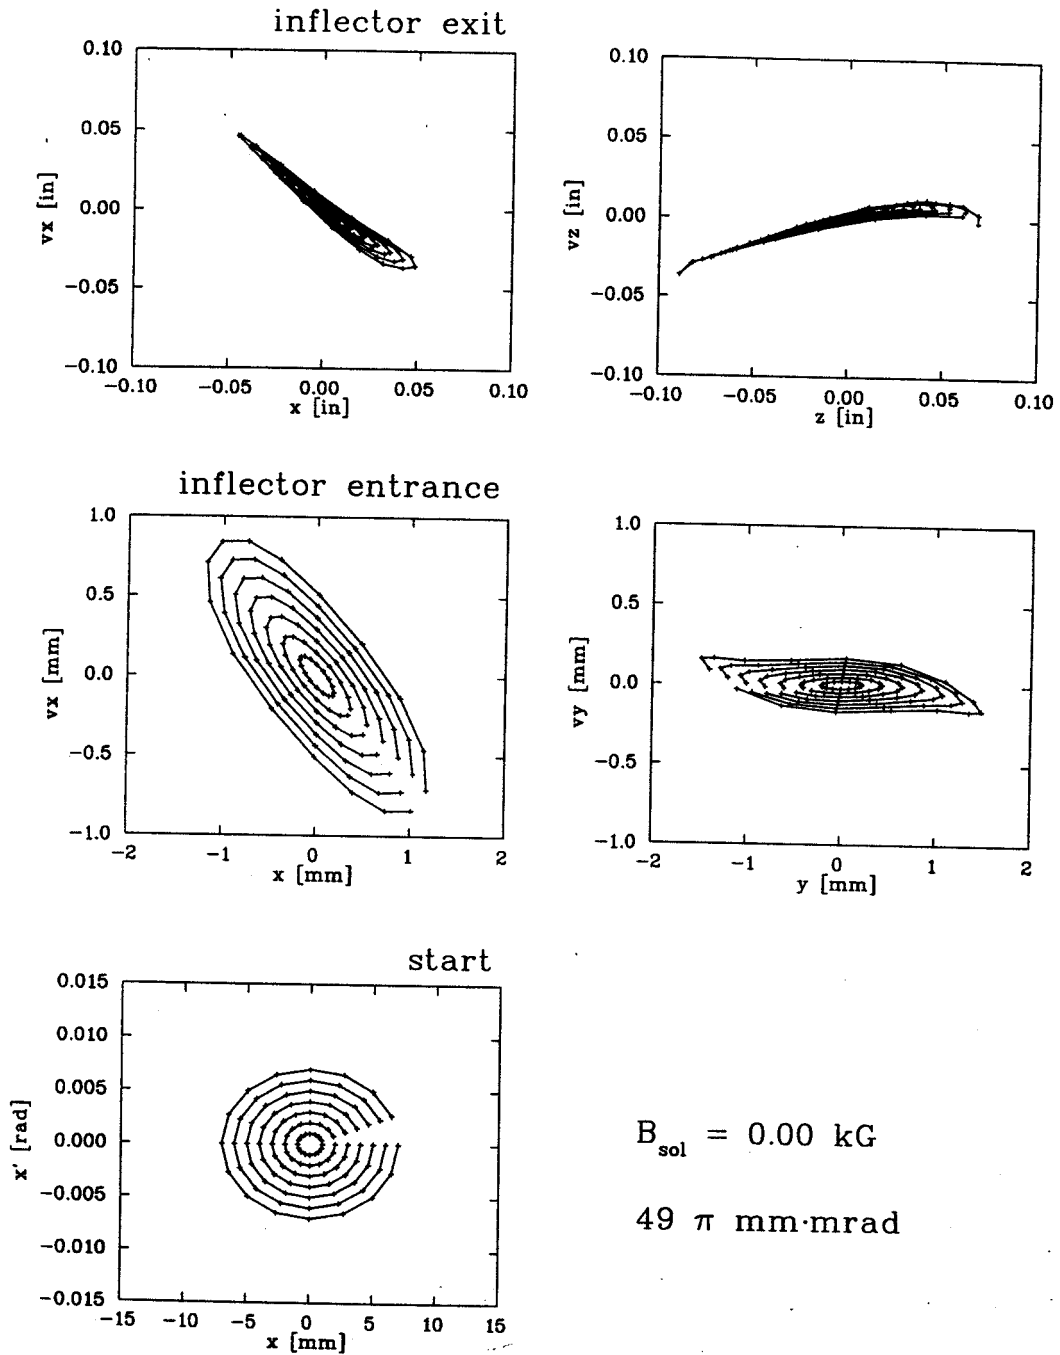 inflector exit
0.10
0.05
0.00
−0.05
−0.10
vx [in]
−0.10 −0.05 0.00 0.05 0.10
x [in]
0.10
0.05
0.00
−0.05
−0.10
vz [in]
−0.10 −0.05 0.00 0.05 0.10
z [in]
inflector entrance
1.0
0.5
0.0
−0.5
−1.0
vx [mm]
−2 −1 0 1 2
x [mm]
1.0
0.5
0.0
−0.5
−1.0
vy [mm]
−2 −1 0 1 2
y [mm]
start
0.015
0.010
0.005
0.000
−0.005
−0.010
−0.015
x' [rad]
−15 −10 −5 0 5 10 15
x [mm]
B_sol = 0.00 kG
49 π mm·mrad